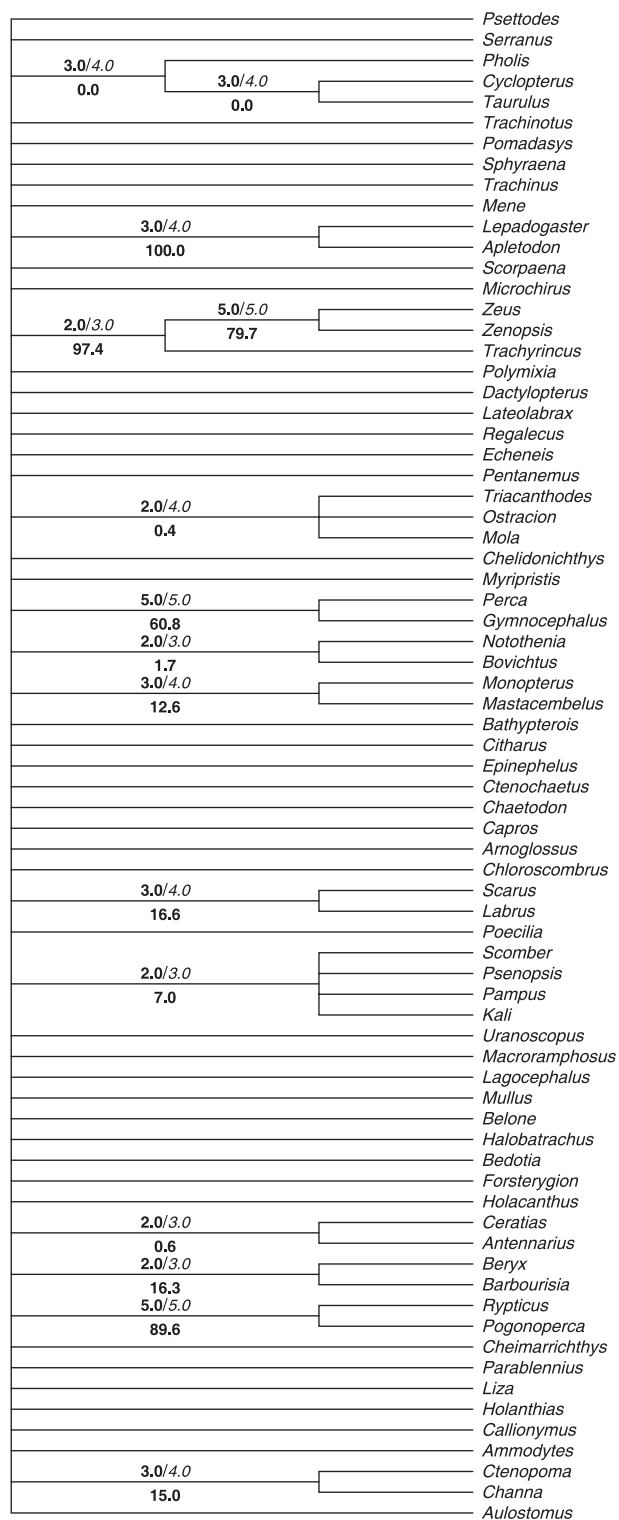 Psettodes
Serranus
Pholis
3.0/4.0
0.0
Cyclopterus
3.0/4.0
0.0
Taurulus
Trachinotus
Pomadasys
Sphyraena
Trachinus
Mene
Lepadogaster
3.0/4.0
100.0
Apletodon
Scorpaena
Microchirus
Zeus
5.0/5.0
79.7
Zenopsis
2.0/3.0
97.4
Trachyrincus
Polymixia
Dactylopterus
Lateolabrax
Regalecus
Echeneis
Pentanemus
Triacanthodes
2.0/4.0
0.4
Ostracion
Mola
Chelidonichthys
Myripristis
Perca
5.0/5.0
60.8
Gymnocephalus
Notothenia
2.0/3.0
1.7
Bovichtus
Monopterus
3.0/4.0
12.6
Mastacembelus
Bathypterois
Citharus
Epinephelus
Ctenochaetus
Chaetodon
Capros
Arnoglossus
Chloroscombrus
Scarus
3.0/4.0
16.6
Labrus
Poecilia
Scomber
2.0/3.0
7.0
Psenopsis
Pampus
Kali
Uranoscopus
Macroramphosus
Lagocephalus
Mullus
Belone
Halobatrachus
Bedotia
Forsterygion
Holacanthus
Ceratias
2.0/3.0
0.6
Antennarius
Beryx
2.0/3.0
16.3
Barbourisia
Rypticus
5.0/5.0
89.6
Pogonoperca
Cheimarrichthys
Parablennius
Liza
Holanthias
Callionymus
Ammodytes
Ctenopoma
3.0/4.0
15.0
Channa
Aulostomus